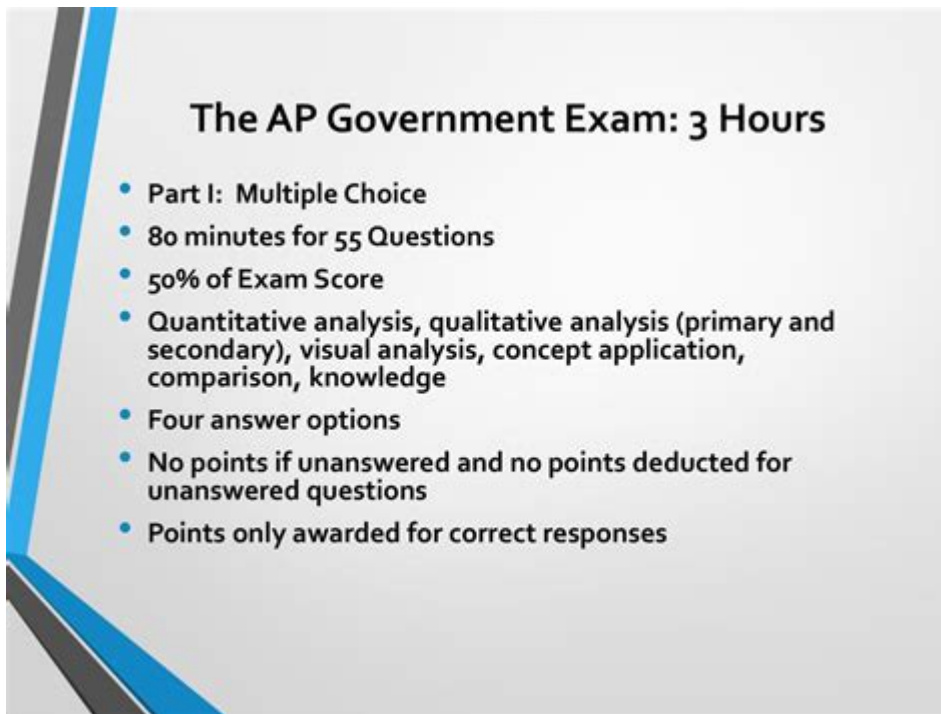 The AP Government Exam: 3 Hours
• Part I:  Multiple Choice
• 80 minutes for 55 Questions
• 50% of Exam Score
• Quantitative analysis, qualitative analysis (primary and
secondary), visual analysis, concept application,
comparison, knowledge
• Four answer options
• No points if unanswered and no points deducted for
unanswered questions
• Points only awarded for correct responses